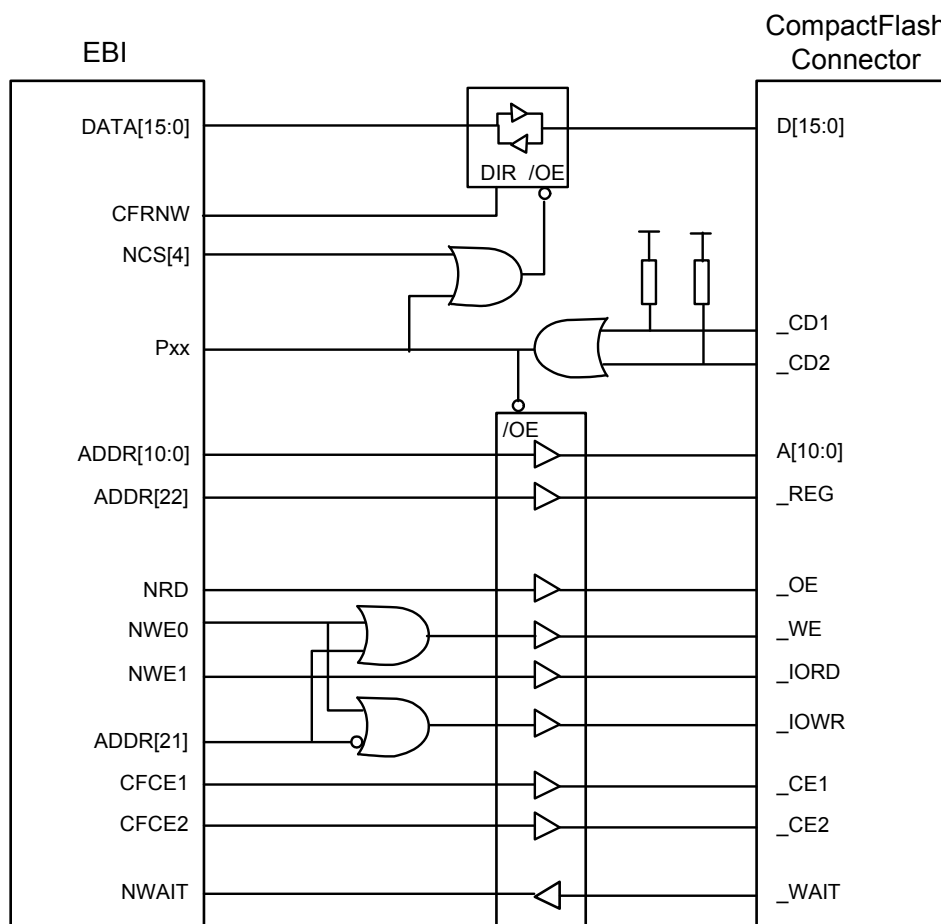 EBI
CompactFlash
Connector
DATA[15:0]
D[15:0]
DIR /OE
CFRNW
NCS[4]
_CD1
Pxx
_CD2
/OE
ADDR[10:0]
A[10:0]
ADDR[22]
_REG
NRD
_OE
NWE0
_WE
NWE1
_IORD
_IOWR
ADDR[21]
CFCE1
_CE1
CFCE2
_CE2
NWAIT
_WAIT